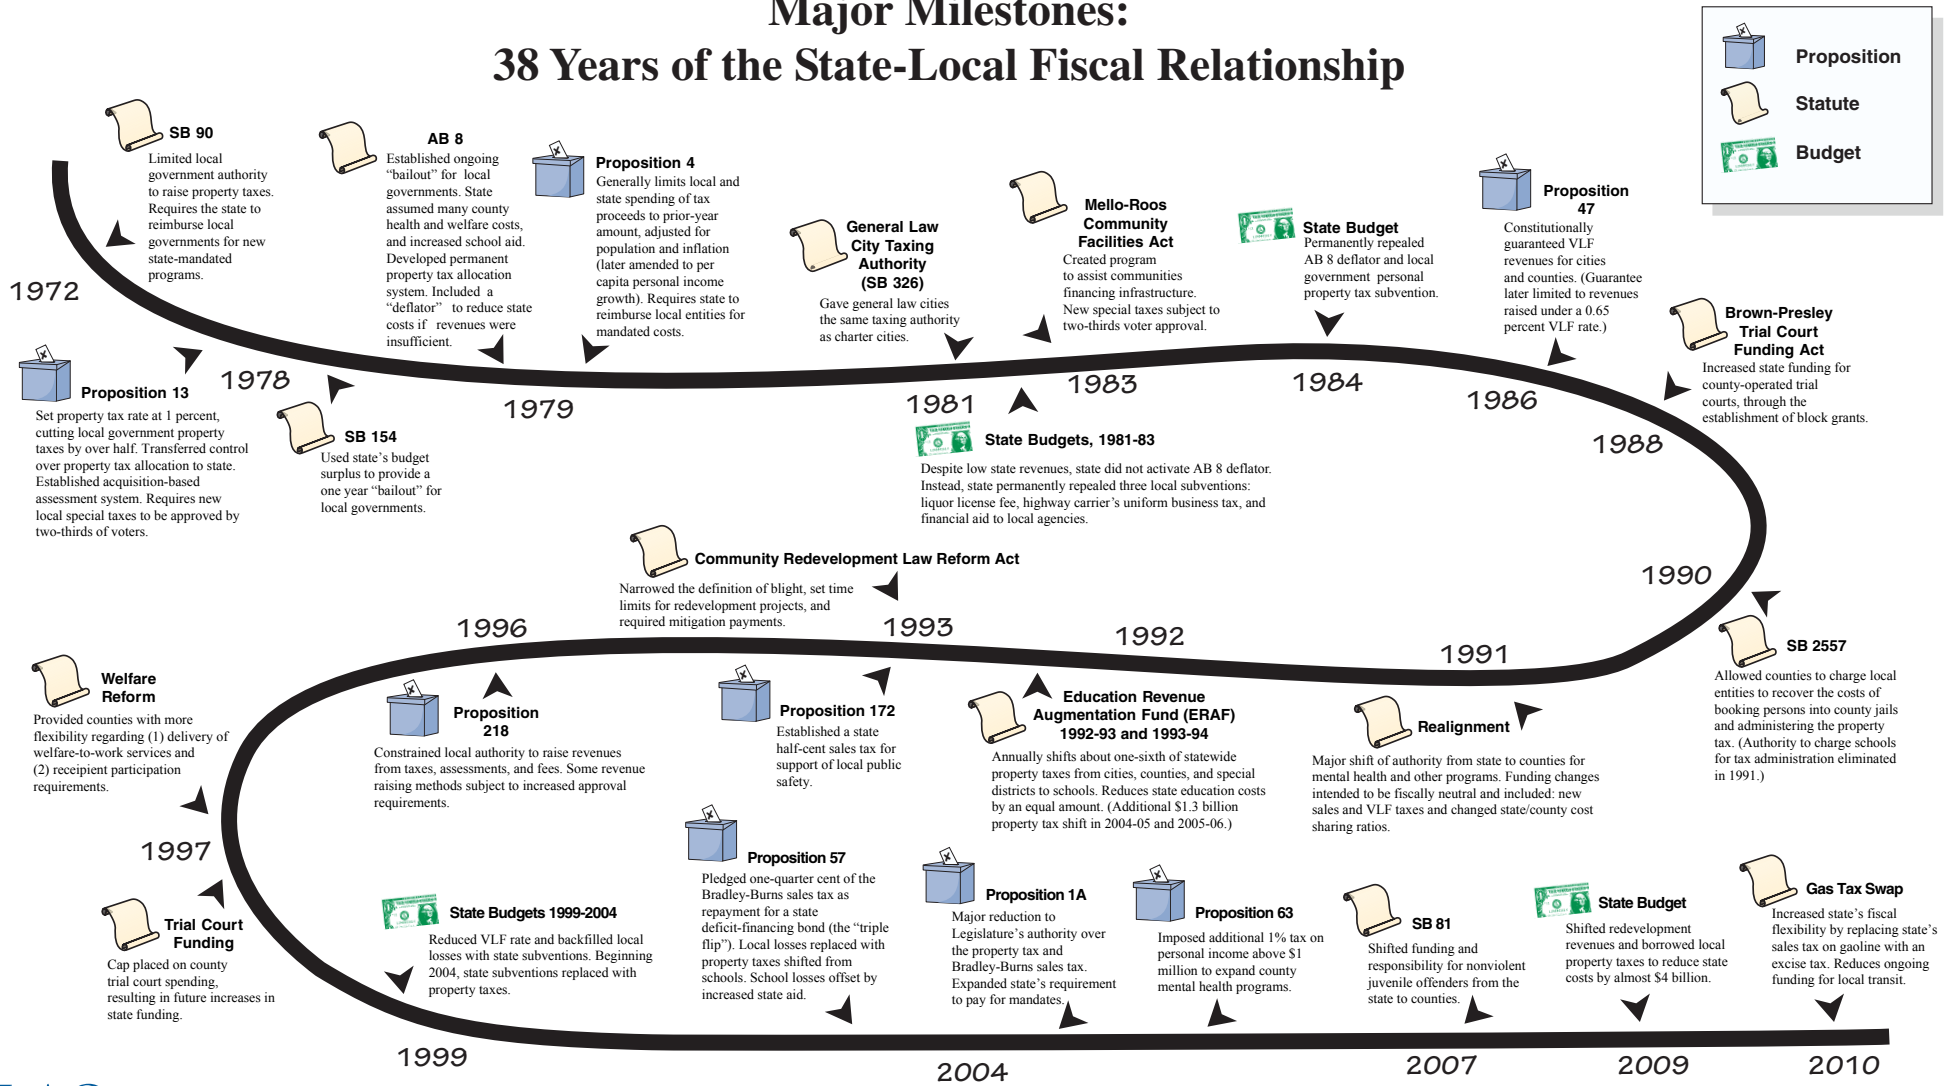 Major Milestones:
38 Years of the State-Local Fiscal Relationship
Proposition
Statute
Budget
SB 90
Limited local
government authority
to raise property taxes.
Requires the state to
reimburse local
governments for new
state-mandated
programs.
1972
AB 8
Established ongoing
“bailout” for local
governments. State
assumed many county
health and welfare costs,
and increased school aid.
Developed permanent
property tax allocation
system. Included a
“deflator” to reduce state
costs if revenues were
insufficient.
Proposition 4
Generally limits local and
state spending of tax
proceeds to prior-year
amount, adjusted for
population and inflation
(later amended to per
capita personal income
growth). Requires state to
reimburse local entities for
mandated costs.
General Law
City Taxing
Authority
(SB 326)
Gave general law cities
the same taxing authority
as charter cities.
Mello-Roos
Community
Facilities Act
Created program
to assist communities
financing infrastructure.
New special taxes subject to
two-thirds voter approval.
State Budget
Permanently repealed
AB 8 deflator and local
government personal
property tax subvention.
Proposition
47
Constitutionally
guaranteed VLF
revenues for cities
and counties. (Guarantee
later limited to revenues
raised under a 0.65
percent VLF rate.)
Brown-Presley
Trial Court
Funding Act
Increased state funding for
county-operated trial
courts, through the
establishment of block grants.
Proposition 13
Set property tax rate at 1 percent,
cutting local government property
taxes by over half. Transferred control
over property tax allocation to state.
Established acquisition-based
assessment system. Requires new
local special taxes to be approved by
two-thirds of voters.
1978
SB 154
Used state’s budget
surplus to provide a
one year “bailout” for
local governments.
1979
1981
1983
1984
1986
1988
State Budgets, 1981-83
Despite low state revenues, state did not activate AB 8 deflator.
Instead, state permanently repealed three local subventions:
liquor license fee, highway carrier’s uniform business tax, and
financial aid to local agencies.
1990
SB 2557
Allowed counties to charge local
entities to recover the costs of
booking persons into county jails
and administering the property
tax. (Authority to charge schools
for tax administration eliminated
in 1991.)
Community Redevelopment Law Reform Act
Narrowed the definition of blight, set time
limits for redevelopment projects, and
required mitigation payments.
1996
1993
1992
1991
Welfare
Reform
Provided counties with more
flexibility regarding (1) delivery of
welfare-to-work services and
(2) receipient participation
requirements.
Proposition
218
Constrained local authority to raise revenues
from taxes, assessments, and fees. Some revenue
raising methods subject to increased approval
requirements.
Proposition 172
Established a state
half-cent sales tax for
support of local public
safety.
Education Revenue
Augmentation Fund (ERAF)
1992-93 and 1993-94
Annually shifts about one-sixth of statewide
property taxes from cities, counties, and special
districts to schools. Reduces state education costs
by an equal amount. (Additional $1.3 billion
property tax shift in 2004-05 and 2005-06.)
Realignment
Major shift of authority from state to counties for
mental health and other programs. Funding changes
intended to be fiscally neutral and included: new
sales and VLF taxes and changed state/county cost
sharing ratios.
1997
Trial Court
Funding
Cap placed on county
trial court spending,
resulting in future increases in
state funding.
State Budgets 1999-2004
Reduced VLF rate and backfilled local
losses with state subventions. Beginning
2004, state subventions replaced with
property taxes.
Proposition 57
Pledged one-quarter cent of the
Bradley-Burns sales tax as
repayment for a state
deficit-financing bond (the “triple
flip”). Local losses replaced with
property taxes shifted from
schools. School losses offset by
increased state aid.
Proposition 1A
Major reduction to
Legislature’s authority over
the property tax and
Bradley-Burns sales tax.
Expanded state’s requirement
to pay for mandates.
Proposition 63
Imposed additional 1% tax on
personal income above $1
million to expand county
mental health programs.
SB 81
Shifted funding and
responsibility for nonviolent
juvenile offenders from the
state to counties.
State Budget
Shifted redevelopment
revenues and borrowed local
property taxes to reduce state
costs by almost $4 billion.
Gas Tax Swap
Increased state’s fiscal
flexibility by replacing state’s
sales tax on gaoline with an
excise tax. Reduces ongoing
funding for local transit.
1999
2004
2007
2009
2010